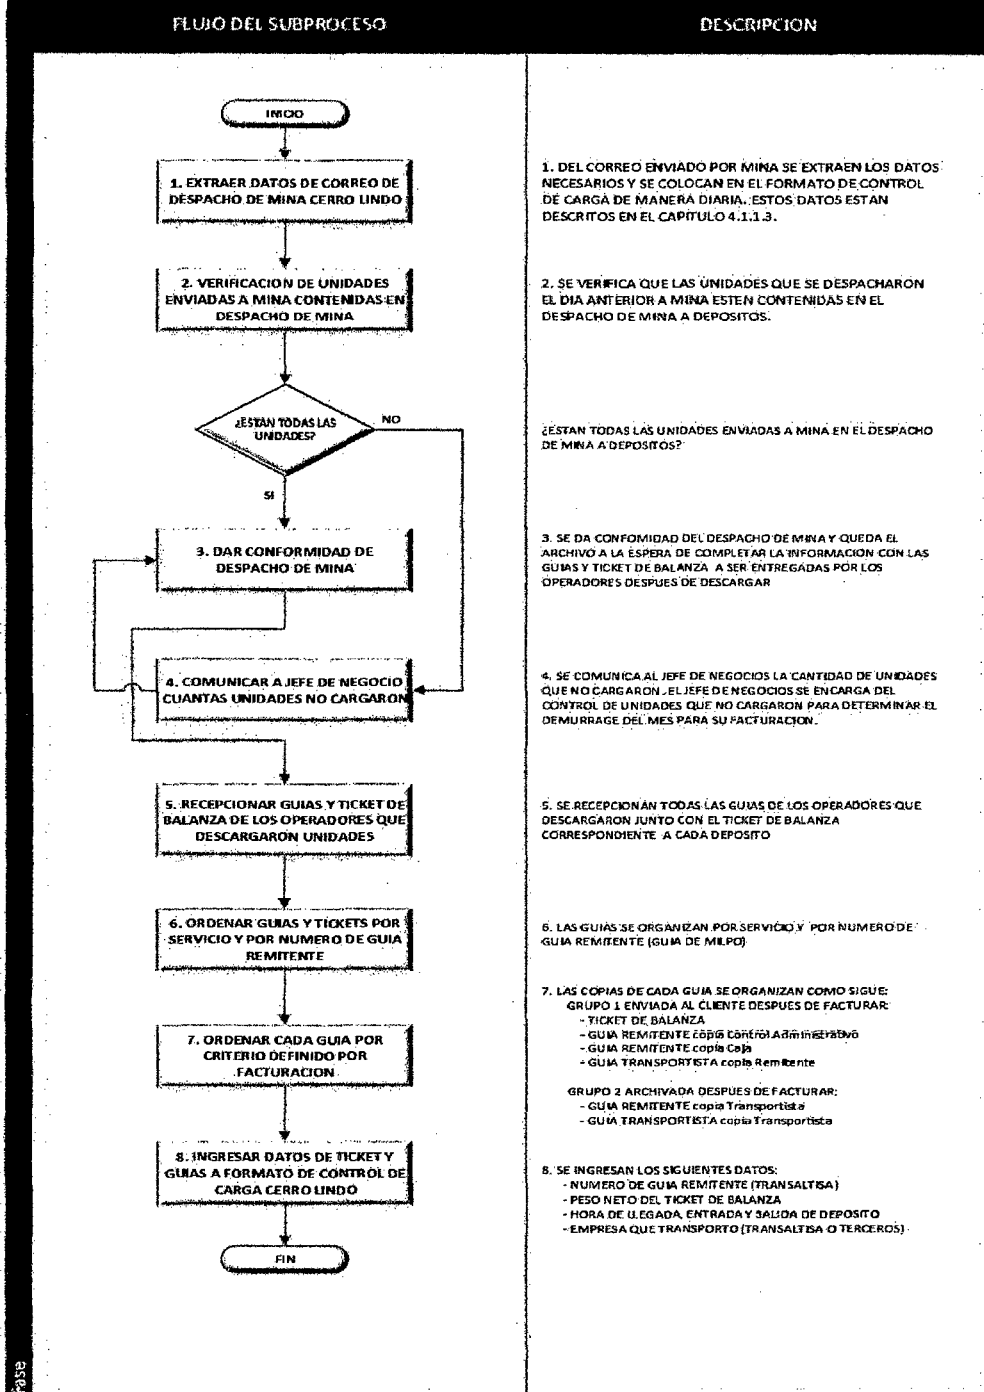 FLUJO DEL SUBPROCESO
DESCRIPCION
INICIO
1. EXTRAER DATOS DE CORREO DE
DESPACHO DE MINA CERRO LINDO
1. DEL CORREO ENVIADO POR MINA SE EXTRAEN LOS DATOS
NECESARIOS Y SE COLOCAN EN EL FORMATO DE CONTROL
DE CARGA DE MANERA DIARIA. ESTOS DATOS ESTAN
DESCRITOS EN EL CAPITULO 4.1.1.3.
2. VERIFICACION DE UNIDADES
ENVIADAS A MINA CONTENIDAS EN
DESPACHO DE MINA
2. SE VERIFICA QUE LAS UNIDADES QUE SE DESPACHARON
EL DIA ANTERIOR A MINA ESTEN CONTENIDAS EN EL
DESPACHO DE MINA A DEPOSITOS.
¿ESTAN TODAS LAS
UNIDADES?
NO
SI
¿ESTAN TODAS LAS UNIDADES ENVIADAS A MINA EN EL DESPACHO
DE MINA A DEPOSITOS?
3. DAR CONFORMIDAD DE
DESPACHO DE MINA
3. SE DA CONFOMIDAD DEL DESPACHO DE MINA Y QUEDA EL
ARCHIVO A LA ESPERA DE COMPLETAR LA INFORMACION CON LAS
GUIAS Y TICKET DE BALANZA A SER ENTREGADAS POR LOS
OPERADORES DESPUES DE DESCARGAR
4. COMUNICAR A JEFE DE NEGOCIO
CUANTAS UNIDADES NO CARGARON
4. SE COMUNICA AL JEFE DE NEGOCIOS LA CANTIDAD DE UNIDADES
QUE NO CARGARON. EL JEFE DE NEGOCIOS SE ENCARGA DEL
CONTROL DE UNIDADES QUE NO CARGARON PARA DETERMINAR EL
DEMURRAGE DEL MES PARA SU FACTURACION.
5. RECEPCIONAR GUIAS Y TICKET DE
BALANZA DE LOS OPERADORES QUE
DESCARGARON UNIDADES
5. SE RECEPCIONAN TODAS LAS GUIAS DE LOS OPERADORES QUE
DESCARGARON JUNTO CON EL TICKET DE BALANZA
CORRESPONDIENTE A CADA DEPOSITO
6. ORDENAR GUIAS Y TICKETS POR
SERVICIO Y POR NUMERO DE GUIA
REMITENTE
6. LAS GUIAS SE ORGANIZAN POR SERVICIO Y POR NUMERO DE
GUIA REMITENTE (GUIA DE MILPO)
7. ORDENAR CADA GUIA POR
CRITERIO DEFINIDO POR
FACTURACION
7. LAS COPIAS DE CADA GUIA SE ORGANIZAN COMO SIGUE:
GRUPO 1 ENVIADA AL CLIENTE DESPUES DE FACTURAR:
- TICKET DE BALANZA
- GUIA REMITENTE copia Control Administrativo
- GUIA REMITENTE copia Caja
- GUIA TRANSPORTISTA copia Remitente
GRUPO 2 ARCHIVADA DESPUES DE FACTURAR:
- GUIA REMITENTE copia Transportista
- GUIA TRANSPORTISTA copia Transportista
8. INGRESAR DATOS DE TICKET Y
GUIAS A FORMATO DE CONTROL DE
CARGA CERRO LINDO
8. SE INGRESAN LOS SIGUIENTES DATOS:
- NUMERO DE GUIA REMITENTE (TRANSALTISA)
- PESO NETO DEL TICKET DE BALANZA
- HORA DE LLEGADA, ENTRADA Y SALIDA DE DEPOSITO
- EMPRESA QUE TRANSPORTO (TRANSALTISA O TERCEROS)
FIN
Fase